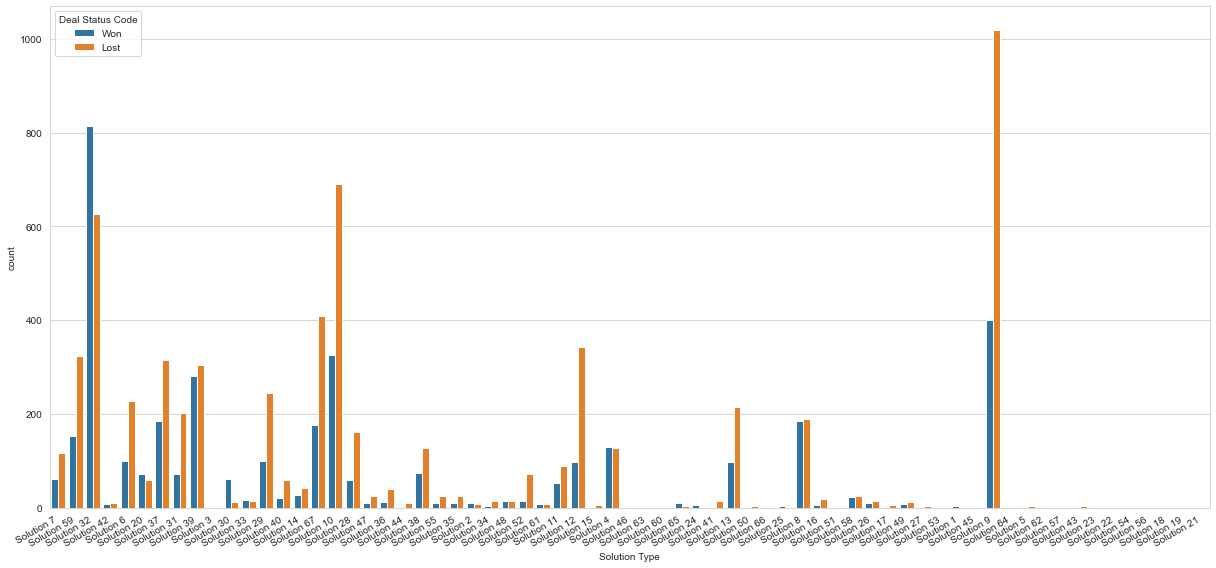 Deal Status Code
Won
Lost
1000
800
600
400
200
0
count
Solution 7
Solution 59
Solution 32
Solution 42
Solution 6
Solution 20
Solution 37
Solution 31
Solution 39
Solution 3
Solution 30
Solution 33
Solution 29
Solution 40
Solution 14
Solution 67
Solution 10
Solution 28
Solution 47
Solution 36
Solution 44
Solution 38
Solution 55
Solution 35
Solution 2
Solution 34
Solution 48
Solution 52
Solution 61
Solution 11
Solution 12
Solution 15
Solution 4
Solution 46
Solution 63
Solution 60
Solution 65
Solution 24
Solution 41
Solution 13
Solution 50
Solution 66
Solution 25
Solution 8
Solution 16
Solution 51
Solution 58
Solution 26
Solution 17
Solution 49
Solution 27
Solution 53
Solution 1
Solution 45
Solution 9
Solution 64
Solution 5
Solution 62
Solution 57
Solution 43
Solution 23
Solution 22
Solution 54
Solution 56
Solution 18
Solution 19
Solution 21
Solution Type